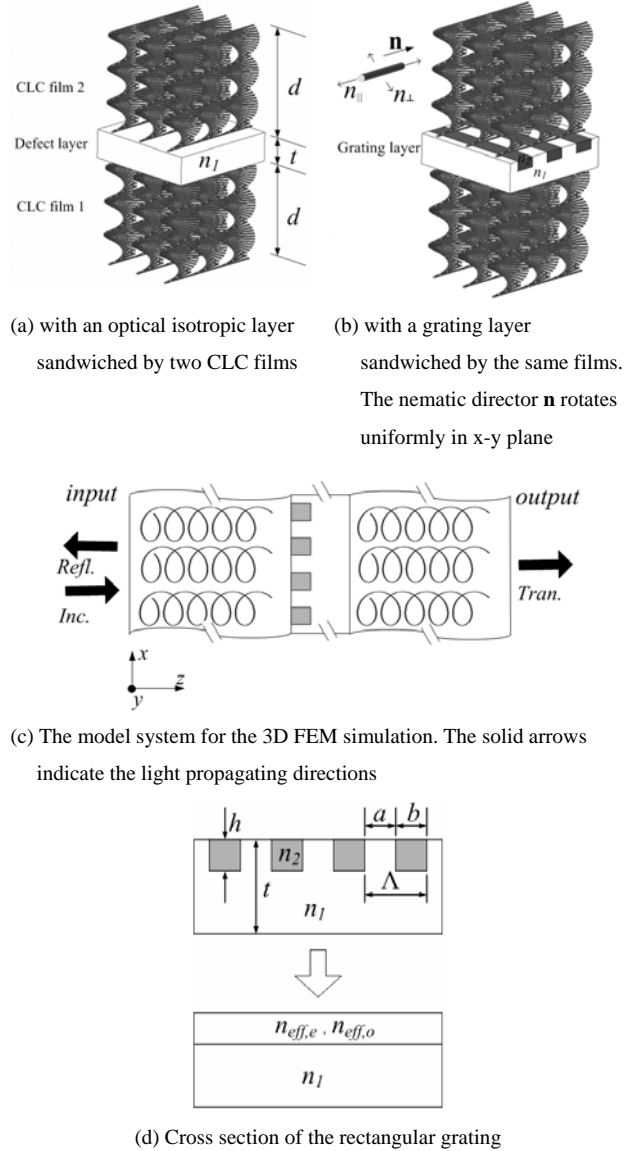 CLC film 2
Defect layer
CLC film 1
d
t
d
n1
n
n∥
n⊥
Grating layer
n2
n1
(a) with an optical isotropic layer
sandwiched by two CLC films
(b) with a grating layer
sandwiched by the same films.
The nematic director n rotates
uniformly in x-y plane
input
output
Refl.
Inc.
Tran.
x
z
y
(c) The model system for the 3D FEM simulation. The solid arrows
indicate the light propagating directions
h
a
b
n2
t
Λ
n1
neff,e , neff,o
n1
(d) Cross section of the rectangular grating